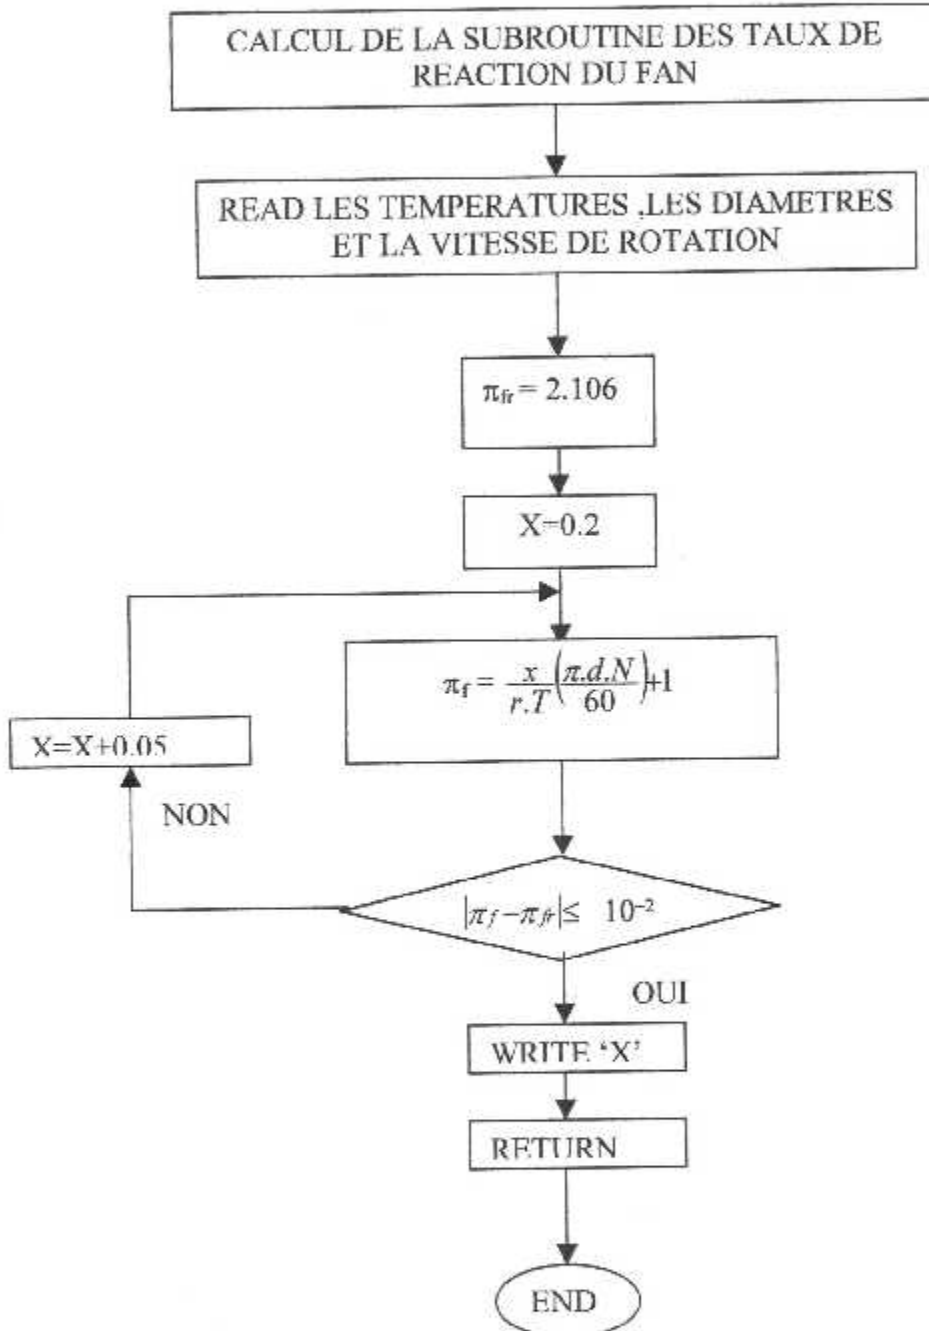 CALCUL DE LA SUBROUTINE DES TAUX DE
REACTION DU FAN
READ LES TEMPERATURES ,LES DIAMETRES
ET LA VITESSE DE ROTATION
π_fr = 2.106
X=0.2
π_f = x/r.T (π.d.N/60)+1
X=X+0.05
NON
|π_f − π_fr| ≤ 10⁻²
OUI
WRITE ‘X’
RETURN
END